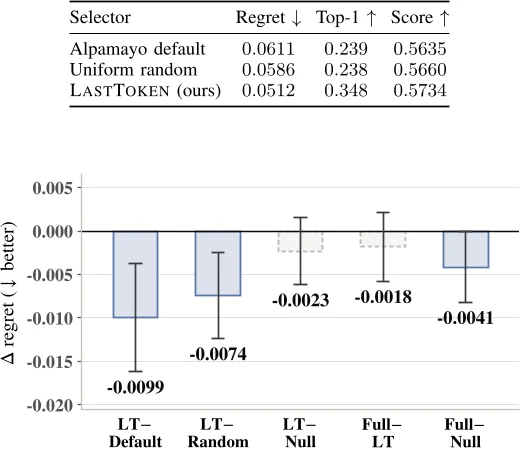 Selector Regret ↓ Top-1 ↑ Score ↑
Alpamayo default 0.0611 0.239 0.5635
Uniform random 0.0586 0.238 0.5660
LASTTOKEN (ours) 0.0512 0.348 0.5734
Δ regret (↓ better)
0.005
0.000
-0.005
-0.010
-0.015
-0.020
-0.0099
-0.0074
-0.0023
-0.0018
-0.0041
LT– LT– LT– Full– Full–
Default Random Null LT Null